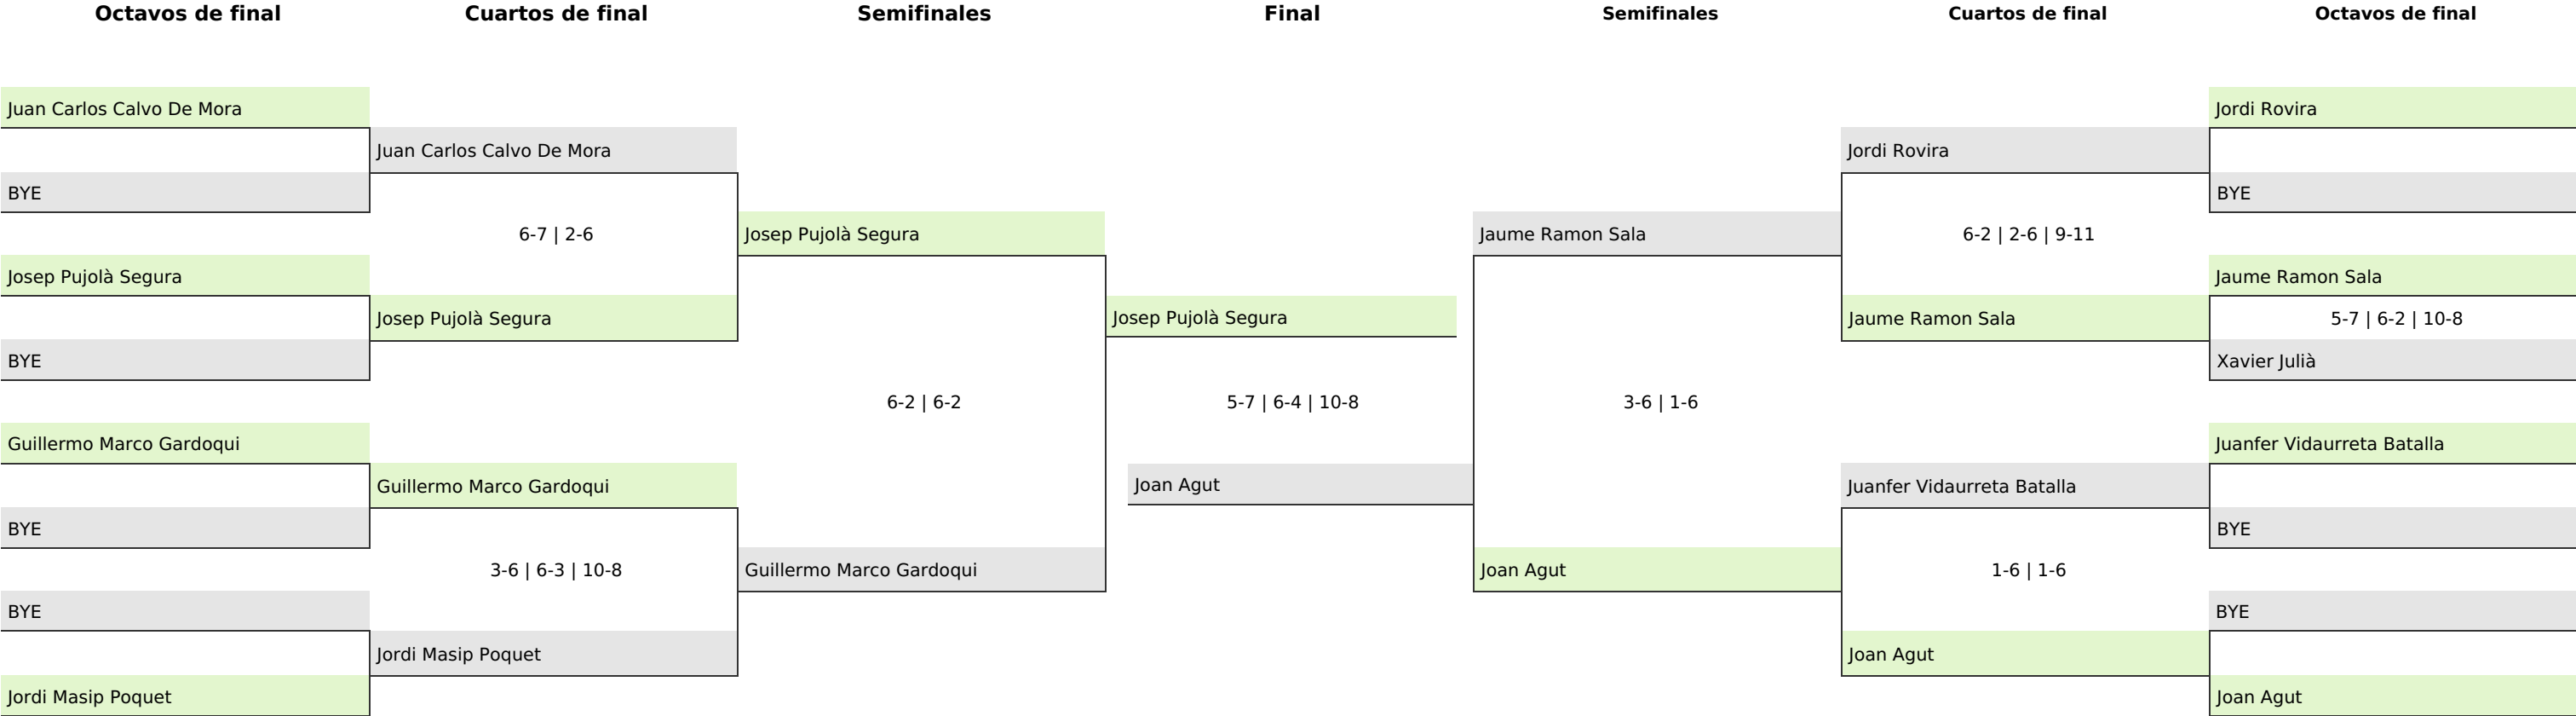 Octavos de final
Cuartos de final
Semifinales
Final
Semifinales
Cuartos de final
Octavos de final
Juan Carlos Calvo De Mora
BYE
Josep Pujolà Segura
BYE
Guillermo Marco Gardoqui
BYE
BYE
Jordi Masip Poquet
Juan Carlos Calvo De Mora
6-7 | 2-6
Josep Pujolà Segura
Guillermo Marco Gardoqui
3-6 | 6-3 | 10-8
Jordi Masip Poquet
Josep Pujolà Segura
6-2 | 6-2
Guillermo Marco Gardoqui
Josep Pujolà Segura
5-7 | 6-4 | 10-8
Joan Agut
Jaume Ramon Sala
3-6 | 1-6
Joan Agut
Jordi Rovira
6-2 | 2-6 | 9-11
Jaume Ramon Sala
Juanfer Vidaurreta Batalla
1-6 | 1-6
Joan Agut
Jordi Rovira
BYE
Jaume Ramon Sala
5-7 | 6-2 | 10-8
Xavier Julià
Juanfer Vidaurreta Batalla
BYE
BYE
Joan Agut